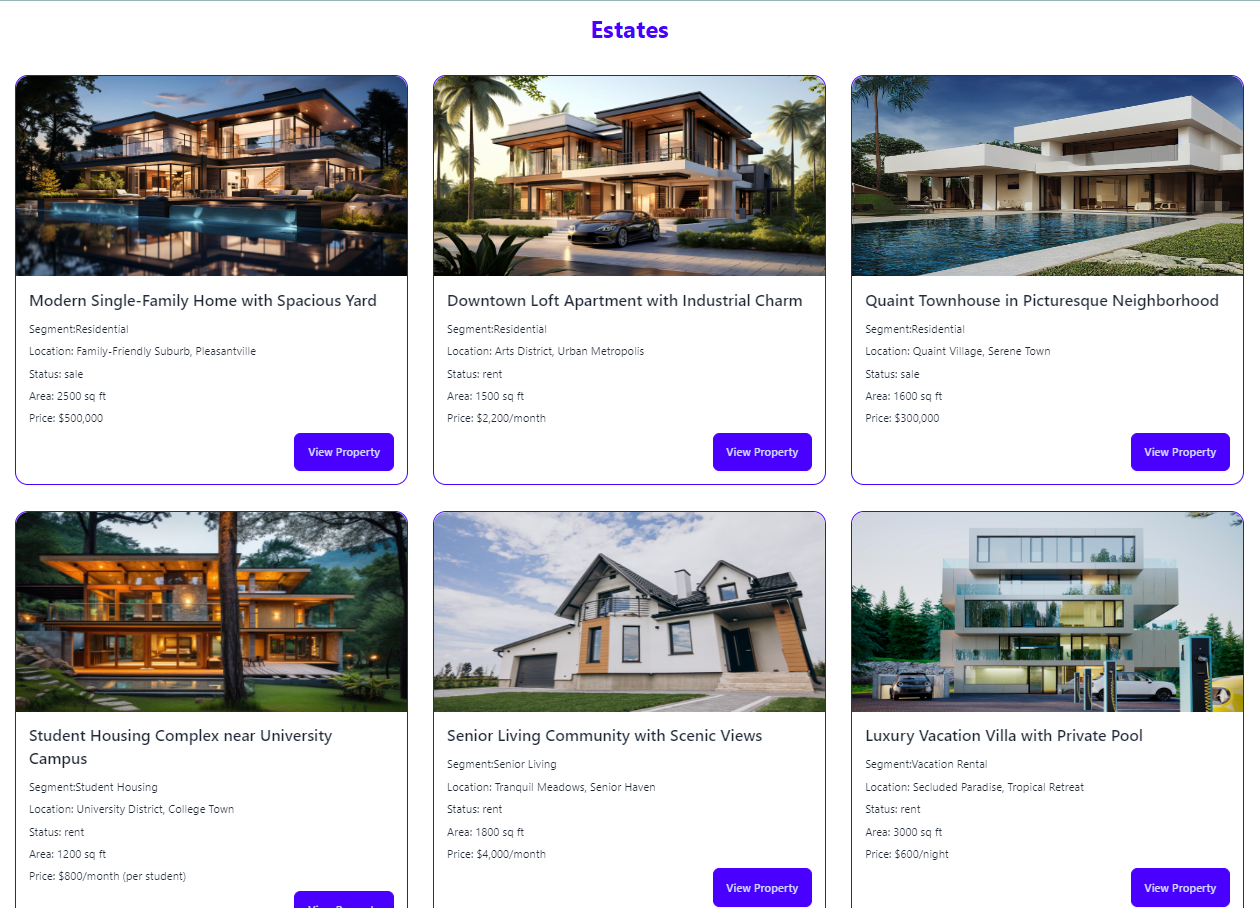 Estates
Modern Single-Family Home with Spacious Yard
Segment:Residential
Location: Family-Friendly Suburb, Pleasantville
Status: sale
Area: 2500 sq ft
Price: $500,000
View Property
Downtown Loft Apartment with Industrial Charm
Segment:Residential
Location: Arts District, Urban Metropolis
Status: rent
Area: 1500 sq ft
Price: $2,200/month
View Property
Quaint Townhouse in Picturesque Neighborhood
Segment:Residential
Location: Quaint Village, Serene Town
Status: sale
Area: 1600 sq ft
Price: $300,000
View Property
Student Housing Complex near University
Campus
Segment:Student Housing
Location: University District, College Town
Status: rent
Area: 1200 sq ft
Price: $800/month (per student)
View Property
Senior Living Community with Scenic Views
Segment:Senior Living
Location: Tranquil Meadows, Senior Haven
Status: rent
Area: 1800 sq ft
Price: $4,000/month
View Property
Luxury Vacation Villa with Private Pool
Segment:Vacation Rental
Location: Secluded Paradise, Tropical Retreat
Status: rent
Area: 3000 sq ft
Price: $600/night
View Property